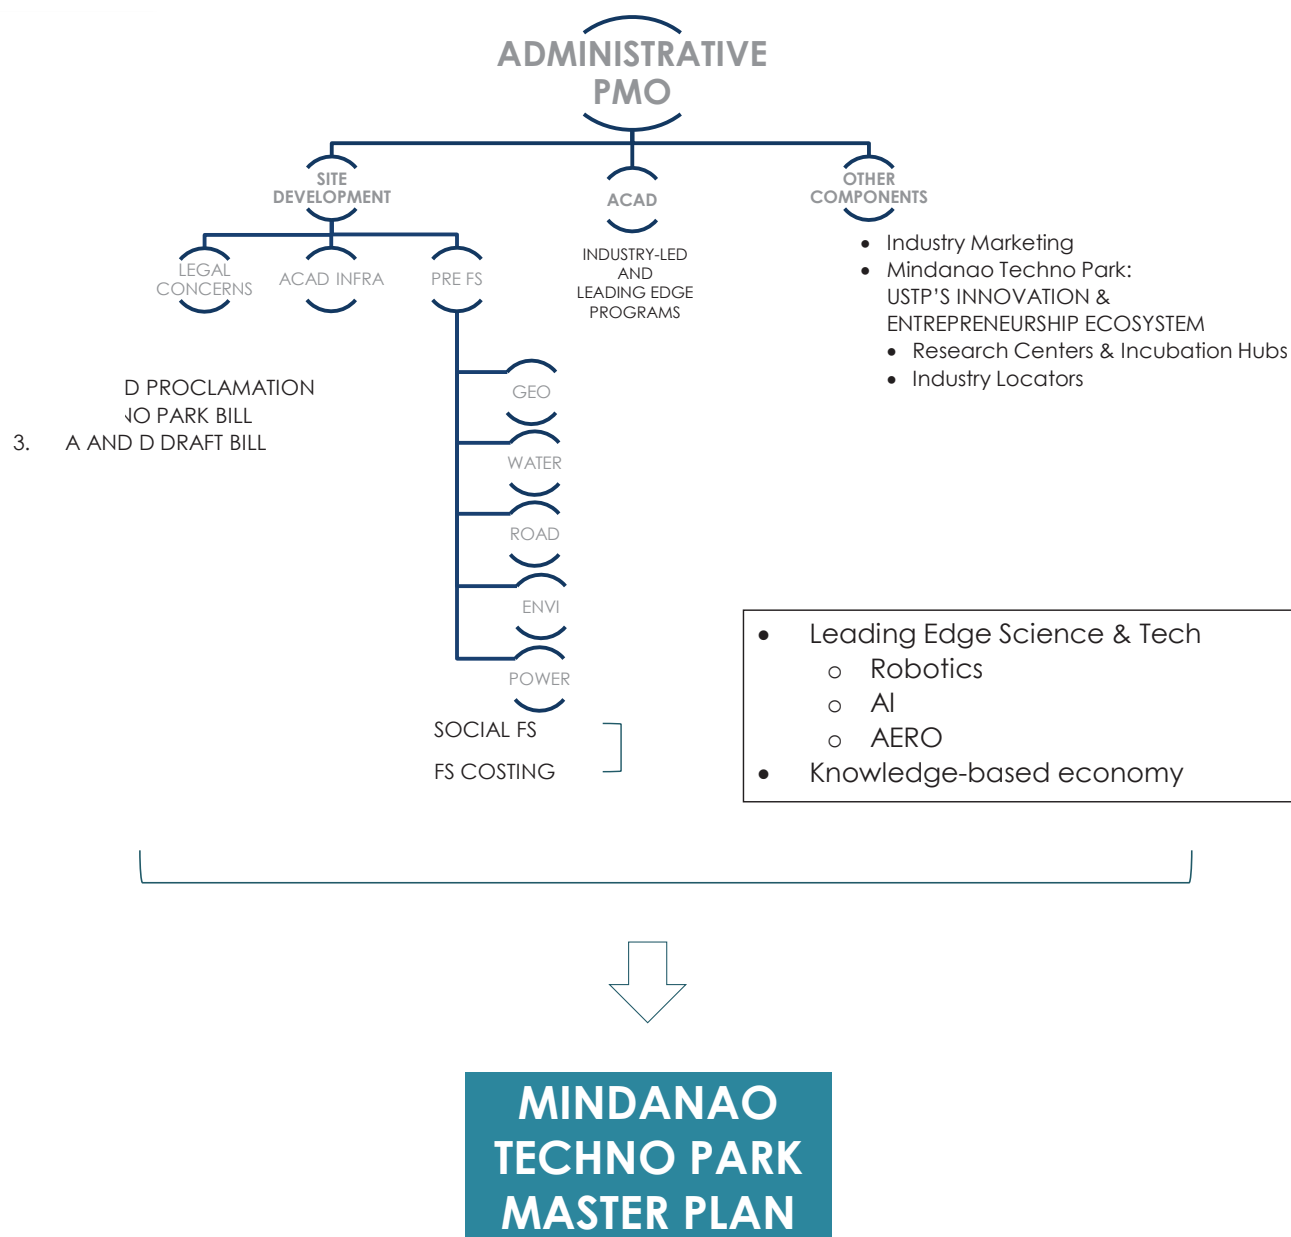 ADMINISTRATIVE
PMO
SITE
DEVELOPMENT
ACAD
OTHER
COMPONENTS
LEGAL
CONCERNS
ACAD INFRA
PRE FS
INDUSTRY-LED
AND
LEADING EDGE
PROGRAMS
• Industry Marketing
• Mindanao Techno Park:
USTP'S INNOVATION &
ENTREPRENEURSHIP ECOSYSTEM
• Research Centers & Incubation Hubs
• Industry Locators
D PROCLAMATION
NO PARK BILL
3. A AND D DRAFT BILL
GEO
WATER
ROAD
ENVI
POWER
SOCIAL FS
FS COSTING
• Leading Edge Science & Tech
o Robotics
o AI
o AERO
• Knowledge-based economy
MINDANAO
TECHNO PARK
MASTER PLAN